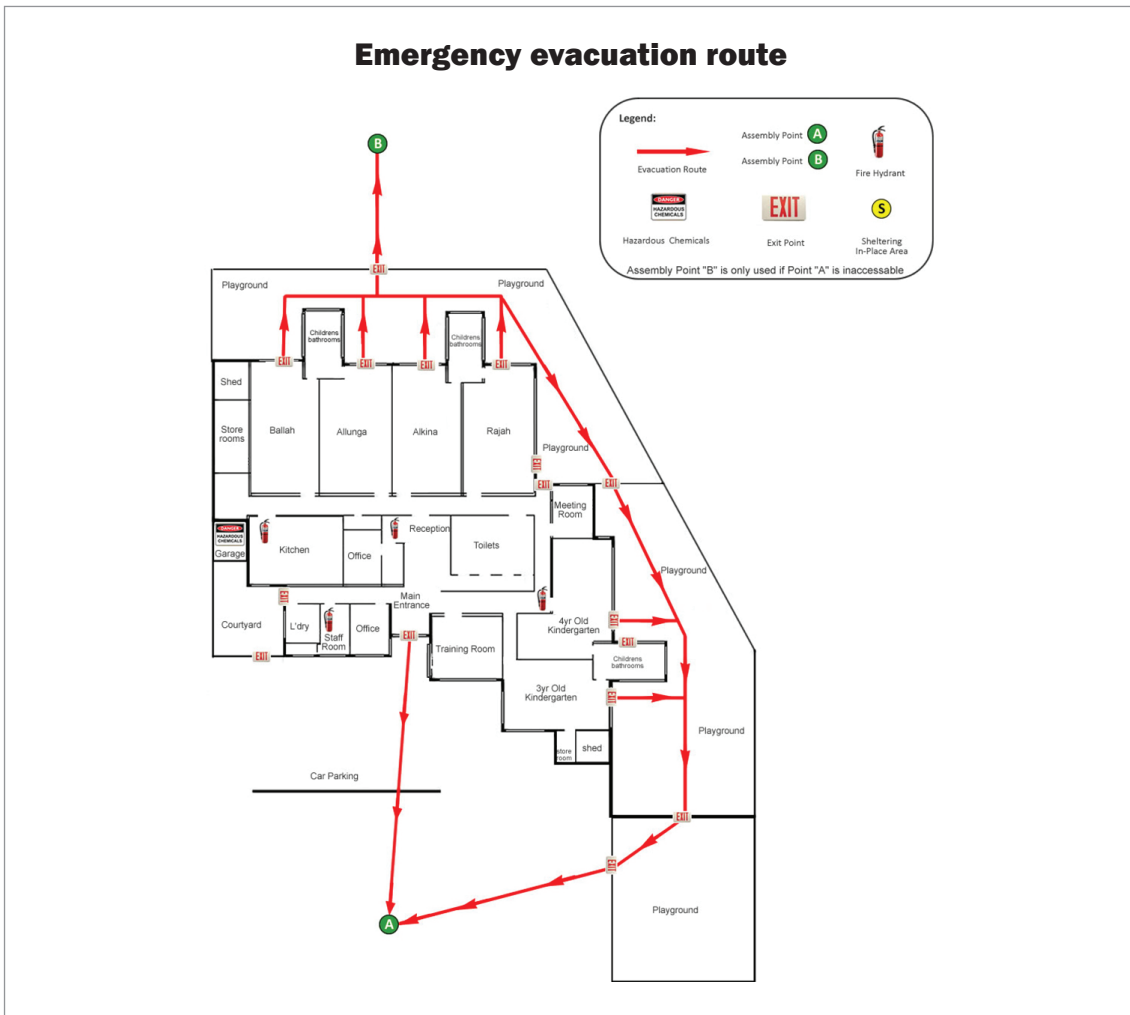 Emergency evacuation route
Legend:
Evacuation Route
Assembly Point A
Assembly Point B
Fire Hydrant
DANGER
HAZARDOUS
CHEMICALS
Hazardous Chemicals
EXIT
Exit Point
S
Sheltering
In-Place Area
Assembly Point "B" is only used if Point "A" is inaccessable
B
EXIT
Playground
Playground
Childrens
bathrooms
Childrens
bathrooms
EXIT
EXIT
EXIT
EXIT
Shed
Store
rooms
Ballah
Allunga
Alkina
Rajah
Playground
EXIT
EXIT
EXIT
Meeting
Room
DANGER
HAZARDOUS
CHEMICALS
Garage
Kitchen
Office
Reception
Toilets
Playground
EXIT
Main
Entrance
Courtyard
L'dry
Staff
Room
Office
EXIT
EXIT
Training Room
4yr Old
Kindergarten
EXIT
EXIT
Childrens
bathrooms
3yr Old
Kindergarten
EXIT
Playground
store
room
shed
Car Parking
EXIT
EXIT
Playground
A